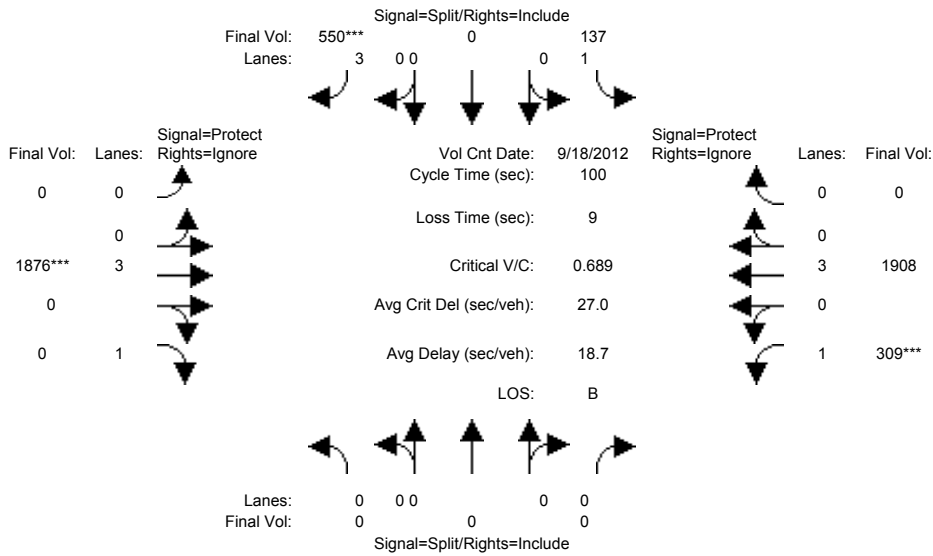 Signal=Split/Rights=Include
Final Vol: 550*** 0 137
Lanes: 3 0 0 0 1
Signal=Protect
Final Vol: Lanes: Rights=Ignore
Vol Cnt Date: 9/18/2012
Signal=Protect
Rights=Ignore Lanes: Final Vol:
0 0
Cycle Time (sec): 100
0 0
Loss Time (sec): 9
0
0
1876*** 3
Critical V/C: 0.689
3 1908
0
Avg Crit Del (sec/veh): 27.0
0
0 1
Avg Delay (sec/veh): 18.7
1 309***
LOS: B
Lanes: 0 0 0 0 0
Final Vol: 0 0 0
Signal=Split/Rights=Include